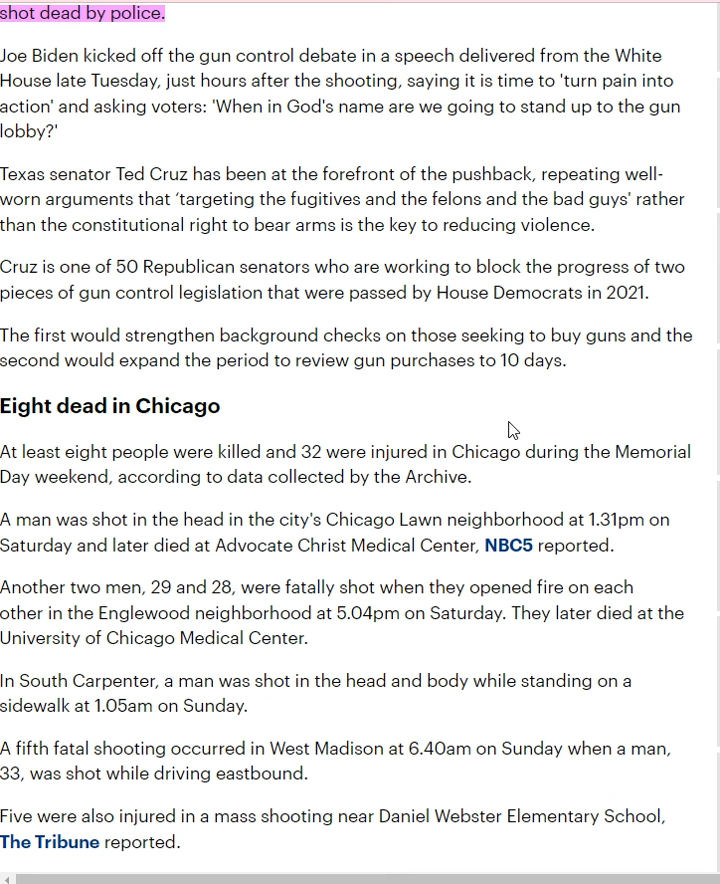 shot dead by police.
Joe Biden kicked off the gun control debate in a speech delivered from the White
House late Tuesday, just hours after the shooting, saying it is time to 'turn pain into
action' and asking voters: 'When in God's name are we going to stand up to the gun
lobby?'
Texas senator Ted Cruz has been at the forefront of the pushback, repeating well-
worn arguments that ‘targeting the fugitives and the felons and the bad guys' rather
than the constitutional right to bear arms is the key to reducing violence.
Cruz is one of 50 Republican senators who are working to block the progress of two
pieces of gun control legislation that were passed by House Democrats in 2021.
The first would strengthen background checks on those seeking to buy guns and the
second would expand the period to review gun purchases to 10 days.
Eight dead in Chicago
At least eight people were killed and 32 were injured in Chicago during the Memorial
Day weekend, according to data collected by the Archive.
A man was shot in the head in the city's Chicago Lawn neighborhood at 1.31pm on
Saturday and later died at Advocate Christ Medical Center, NBC5 reported.
Another two men, 29 and 28, were fatally shot when they opened fire on each
other in the Englewood neighborhood at 5.04pm on Saturday. They later died at the
University of Chicago Medical Center.
In South Carpenter, a man was shot in the head and body while standing on a
sidewalk at 1.05am on Sunday.
A fifth fatal shooting occurred in West Madison at 6.40am on Sunday when a man,
33, was shot while driving eastbound.
Five were also injured in a mass shooting near Daniel Webster Elementary School,
The Tribune reported.